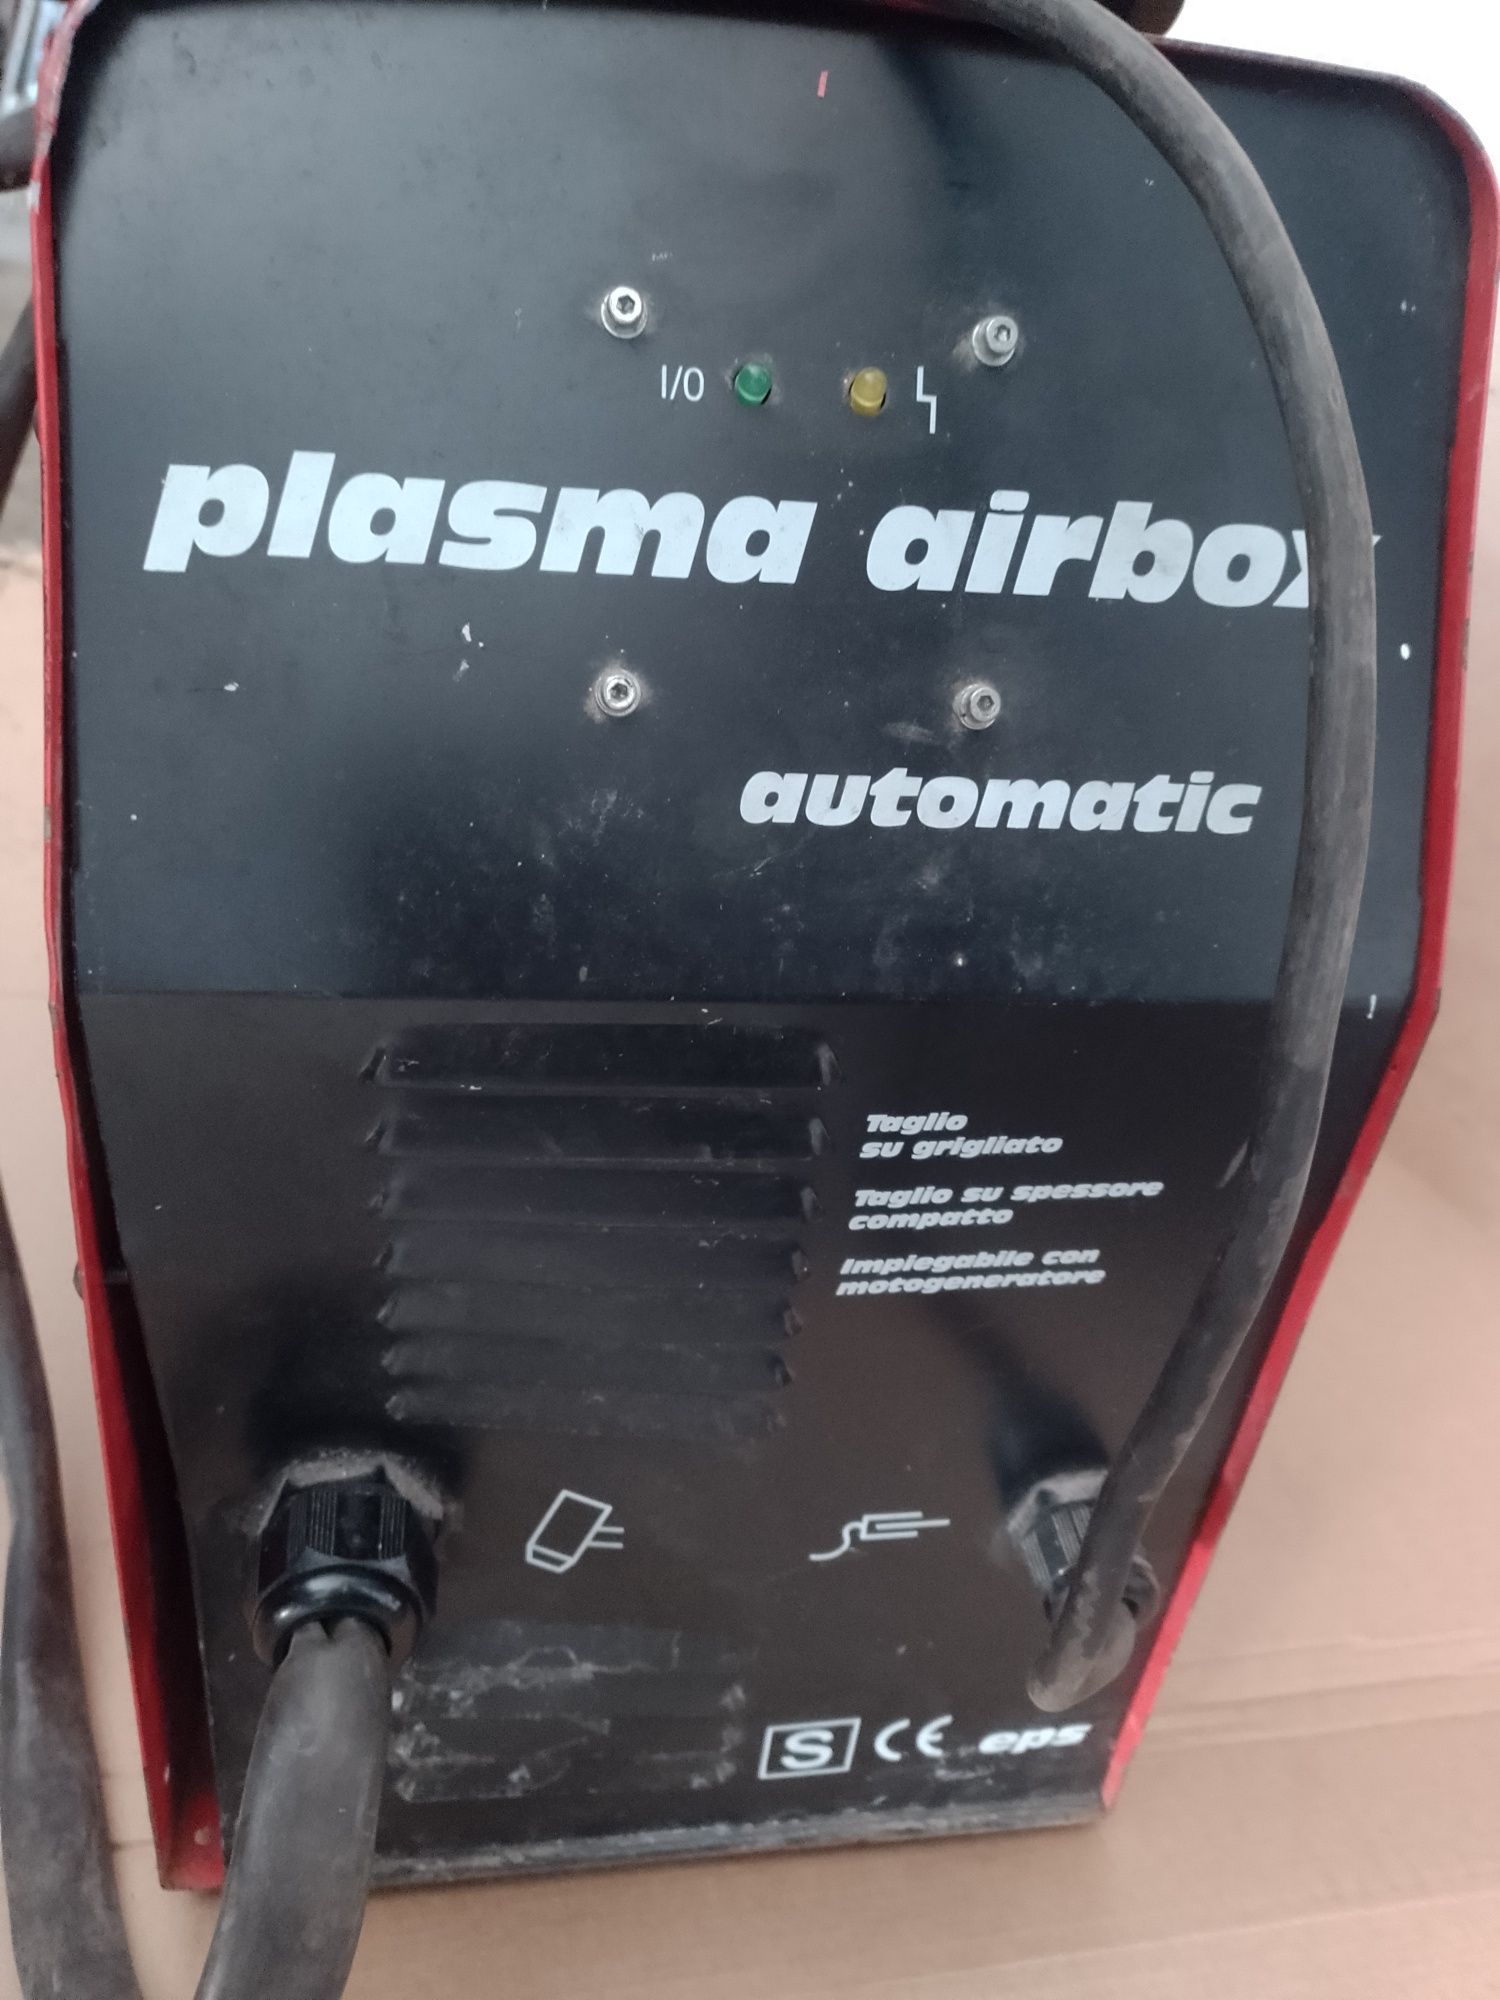 I/O
plasma airbox
automatic
Taglio
su grigliato
Taglio su spessore
compatto
Impiegabile con
motogeneratore
S CE eps